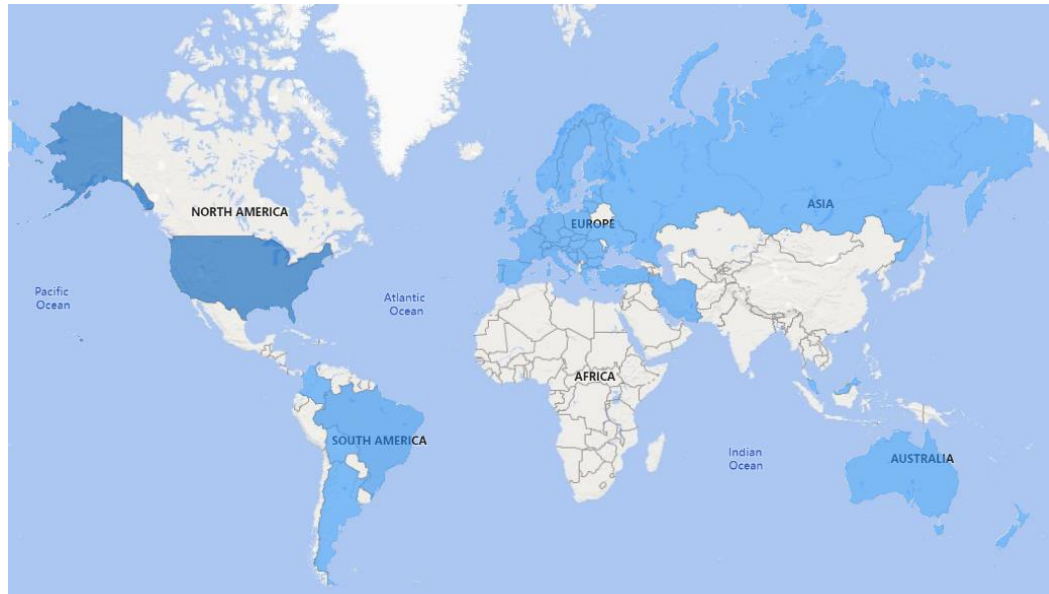 NORTH AMERICA
ASIA
EUROPE
Pacific
Ocean
Atlantic
Ocean
AFRICA
SOUTH AMERICA
Indian
Ocean
AUSTRALIA